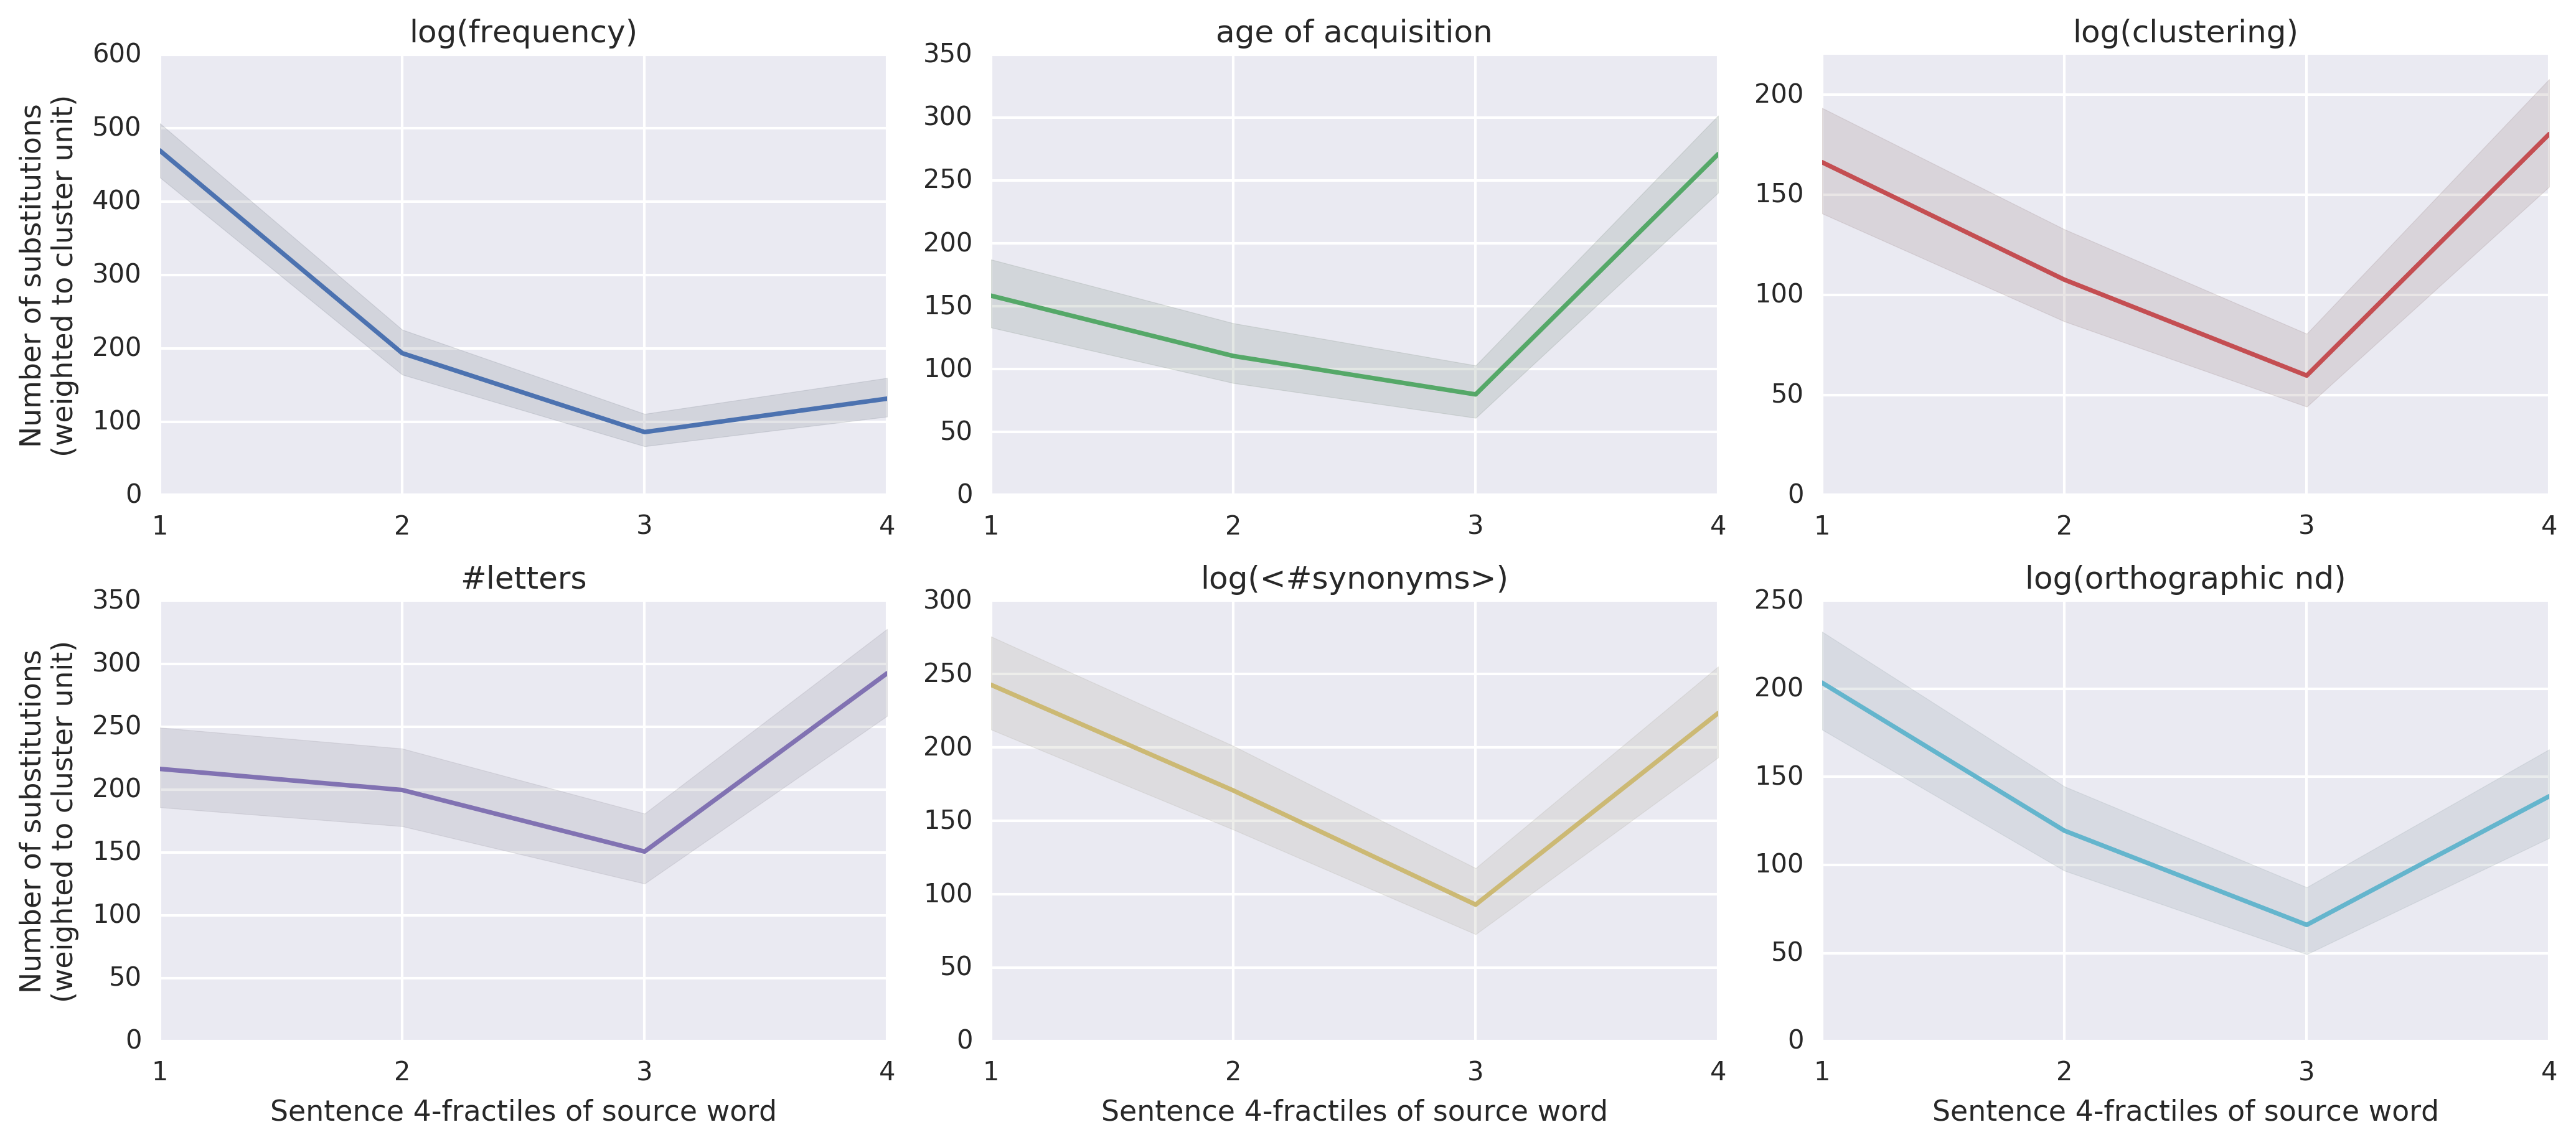 log(frequency)
age of acquisition
log(clustering)
Number of substitutions
(weighted to cluster unit)
600
500
400
300
200
100
0
1 2 3 4
350
300
250
200
150
100
50
0
1 2 3 4
200
150
100
50
0
1 2 3 4
#letters
log(<#synonyms>)
log(orthographic nd)
Number of substitutions
(weighted to cluster unit)
350
300
250
200
150
100
50
0
1 2 3 4
Sentence 4-fractiles of source word
300
250
200
150
100
50
0
1 2 3 4
Sentence 4-fractiles of source word
250
200
150
100
50
0
1 2 3 4
Sentence 4-fractiles of source word